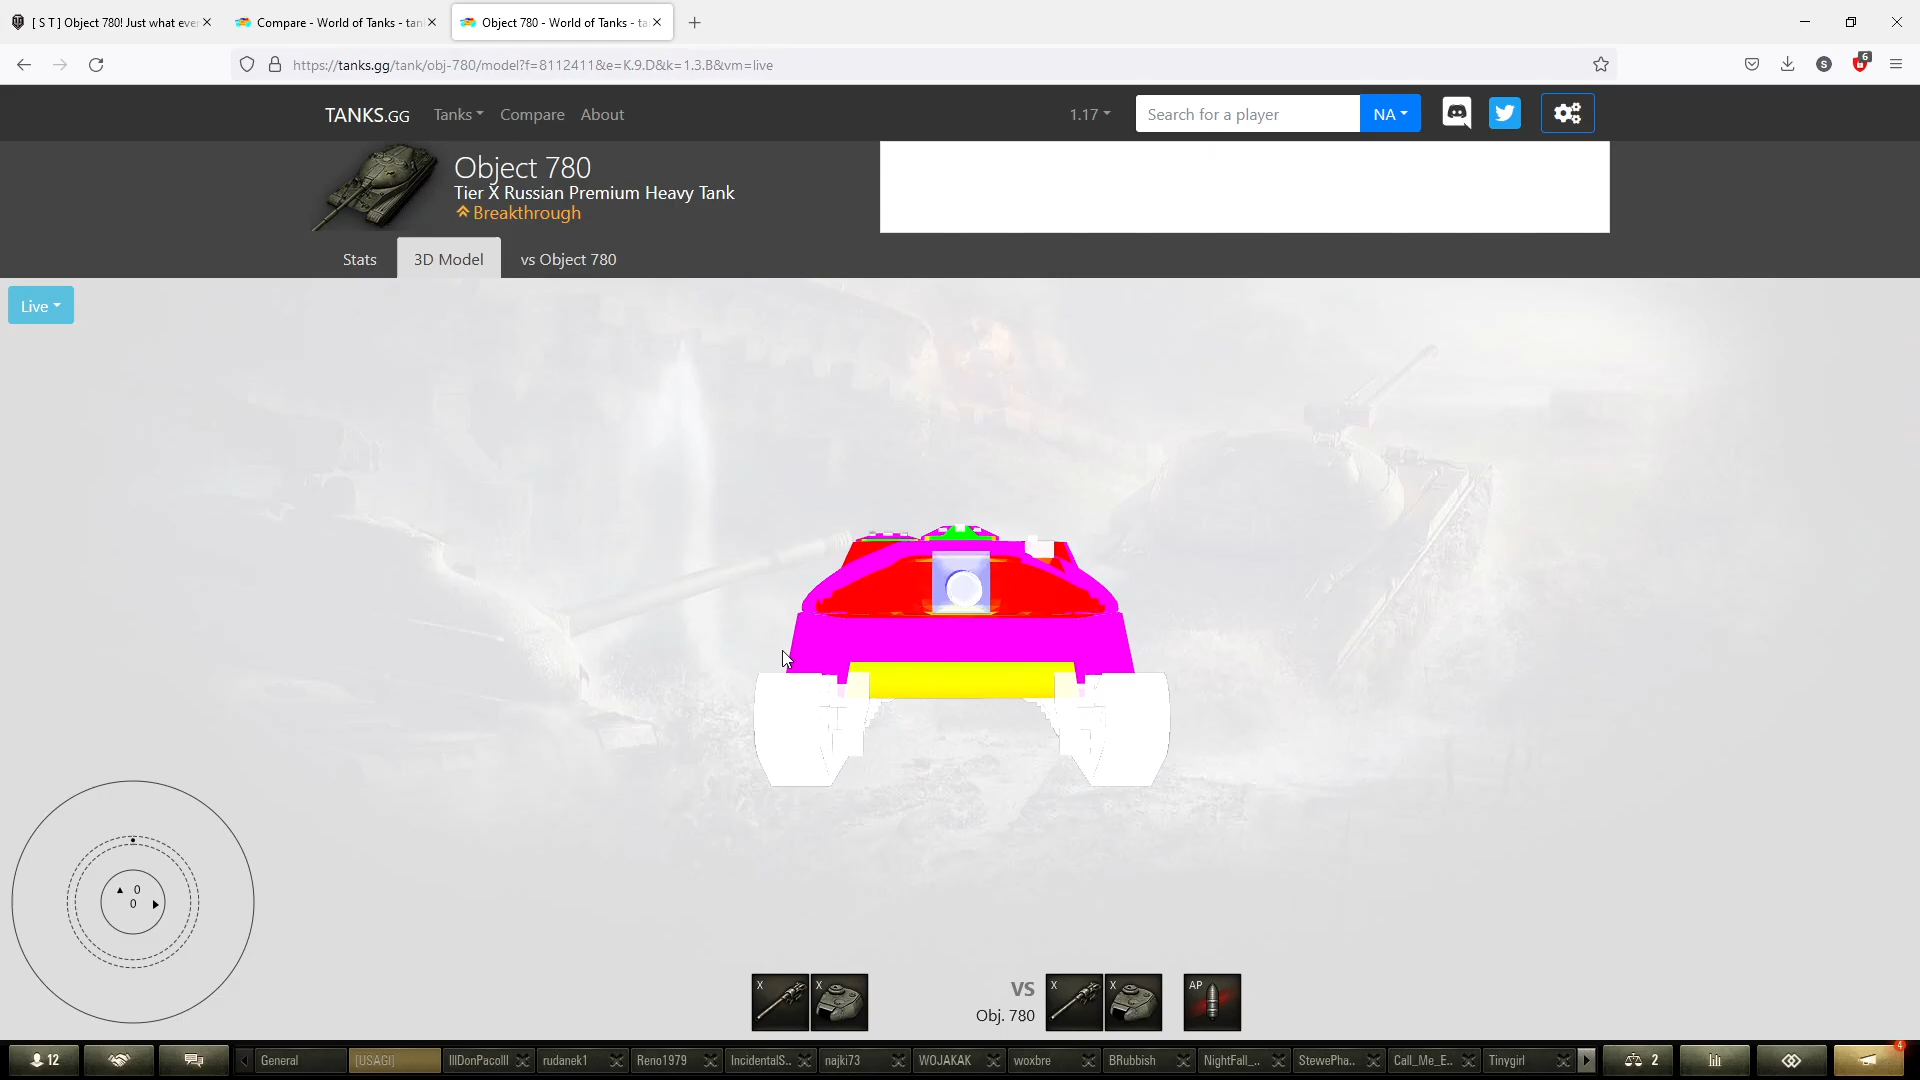 [ S T ] Object 780! Just what eve
Compare - World of Tanks - tan
Object 780 - World of Tanks - ta
https://tanks.gg/tank/obj-780/model?f=8112411&e=K.9.D&k=1.3.B&vm=live
S
6
TANKS.GG
Tanks
Compare
About
1.17
Search for a player
NA
Object 780
Tier X Russian Premium Heavy Tank
Breakthrough
Stats
3D Model
vs Object 780
Live
0
0
X
X
VS
Obj. 780
X
X
AP
12
General
[USAGI]
IIIDonPacoIII
rudanek1
Reno1979
IncidentalS..
najki73
WOJAKAK
woxbre
BRubbish
NightFall_..
StewePha..
Call_Me_E..
Tinygirl
2
4